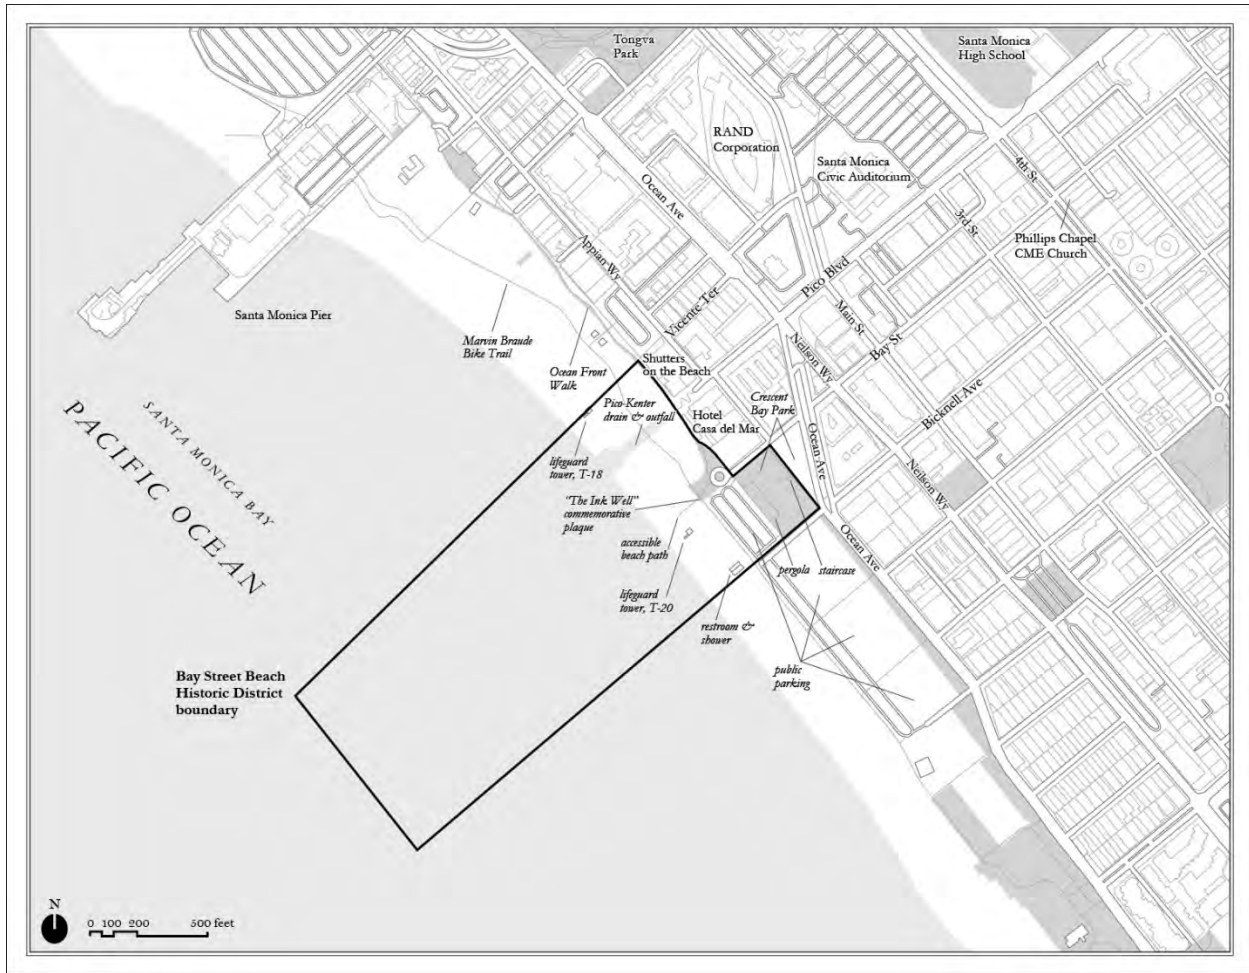 Tongva
Park
Santa Monica
High School
RAND
Corporation
Santa Monica
Civic Auditorium
Ocean Ave
4th St
3rd St
Phillips Chapel
CME Church
Appian Wy
Pico Blvd
Vicente Ter
Main St
Bay St
Neilson Wy
Santa Monica Pier
Marvin Braude
Bike Trail
Ocean Front
Walk
Shutters
on the Beach
Bicknell Ave
Pico-Kenter
drain & outfall
Hotel
Casa del Mar
Crescent
Bay Park
SANTA MONICA BAY
PACIFIC OCEAN
Ocean Ave
Neilson Wy
lifeguard
tower, T-18
"The Ink Well"
commemorative
plaque
accessible
beach path
Ocean Ave
pergola
staircase
lifeguard
tower, T-20
restroom &
shower
public
parking
Bay Street Beach
Historic District
boundary
N
0 100 200 500 feet